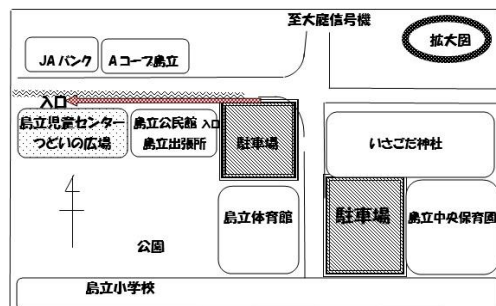 至大庭信号機
拡大図
JAバンク
Aコープ島立
入口
島立児童センター
つどいの広場
島立公民館 入口
島立出張所
駐車場
いさごだ神社
島立体育館
駐車場
島立中央保育園
公園
島立小学校